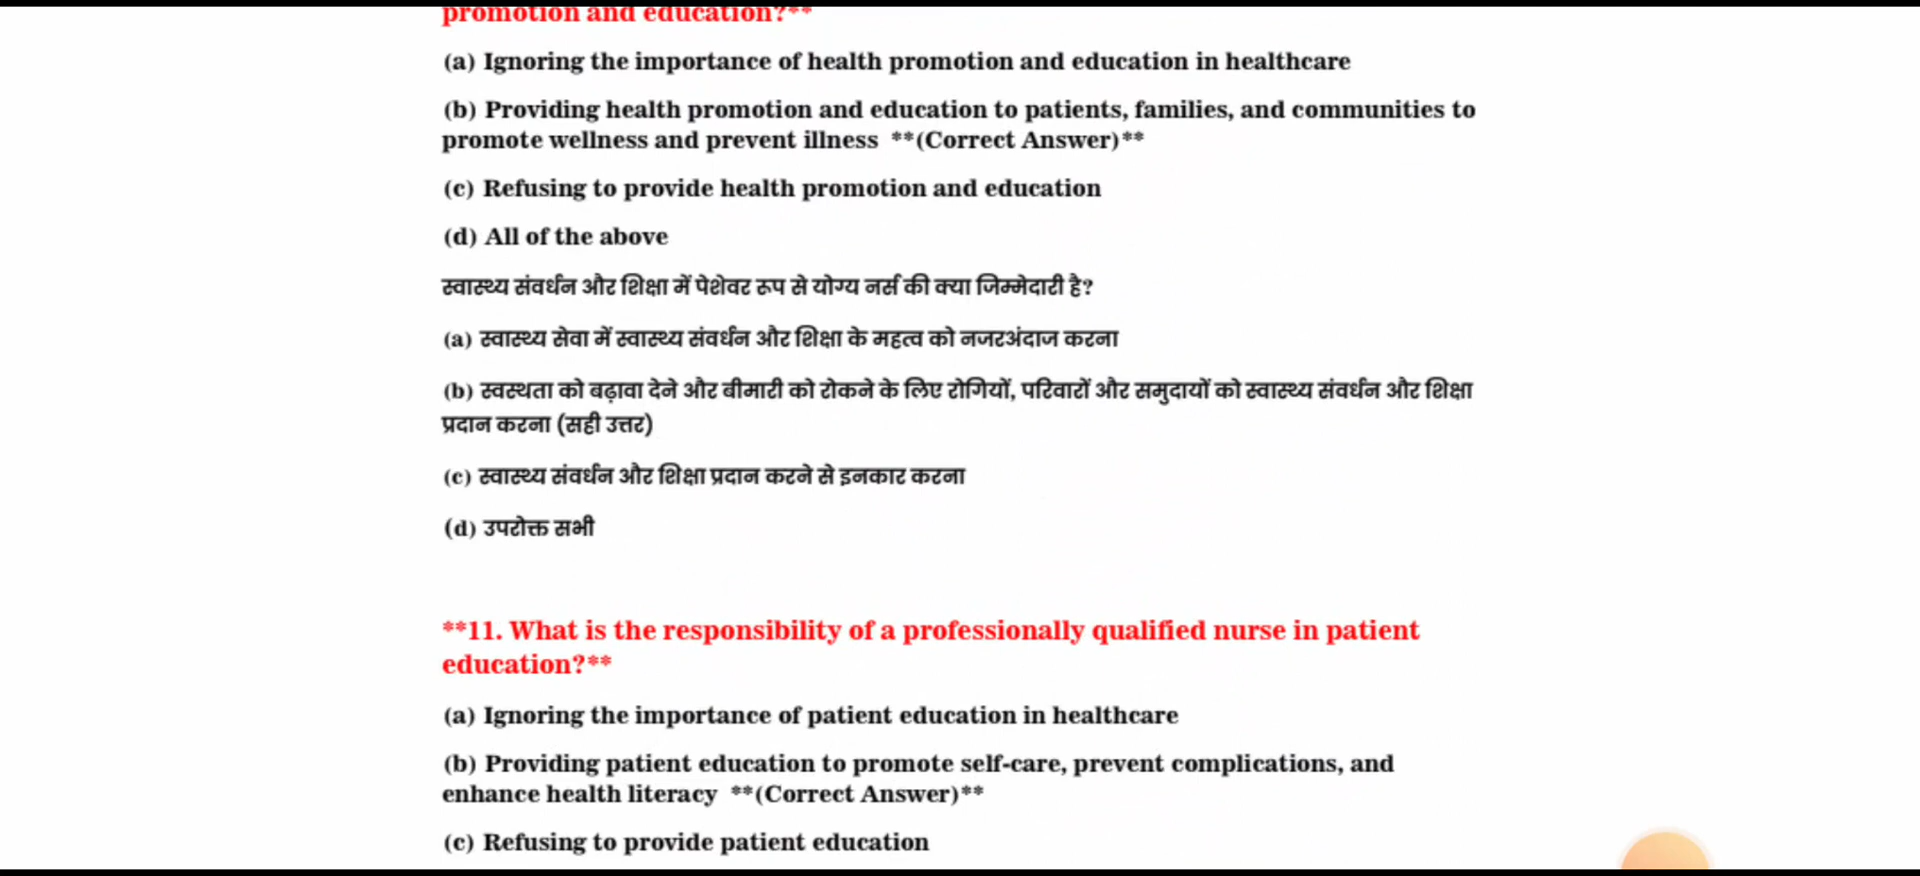 promotion and education?**
(a) Ignoring the importance of health promotion and education in healthcare
(b) Providing health promotion and education to patients, families, and communities to
promote wellness and prevent illness **(Correct Answer)**
(c) Refusing to provide health promotion and education
(d) All of the above
स्वास्थ्य संवर्धन और शिक्षा में पेशेवर रूप से योग्य नर्स की क्या जिम्मेदारी है?
(a) स्वास्थ्य सेवा में स्वास्थ्य संवर्धन और शिक्षा के महत्व को नजरअंदाज करना
(b) स्वस्थता को बढ़ावा देने और बीमारी को रोकने के लिए रोगियों, परिवारों और समुदायों को स्वास्थ्य संवर्धन और शिक्षा
प्रदान करना (सही उत्तर)
(c) स्वास्थ्य संवर्धन और शिक्षा प्रदान करने से इनकार करना
(d) उपरोक्त सभी
**11. What is the responsibility of a professionally qualified nurse in patient
education?**
(a) Ignoring the importance of patient education in healthcare
(b) Providing patient education to promote self-care, prevent complications, and
enhance health literacy **(Correct Answer)**
(c) Refusing to provide patient education